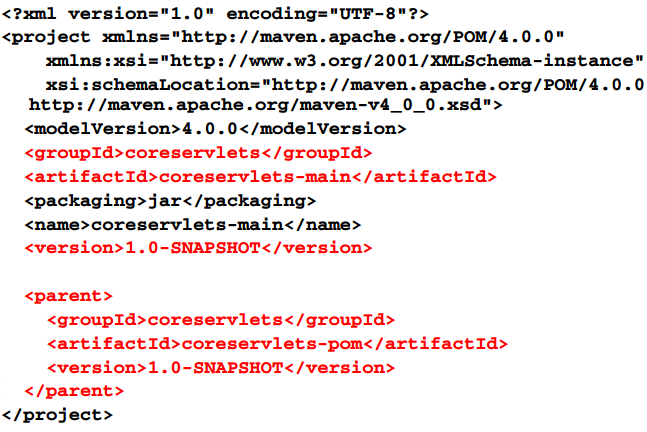 <?xml version="1.0" encoding="UTF-8"?>
<project xmlns="http://maven.apache.org/POM/4.0.0"
xmlns:xsi="http://www.w3.org/2001/XMLSchema-instance"
xsi:schemaLocation="http://maven.apache.org/POM/4.0.0
http://maven.apache.org/maven-v4_0_0.xsd">
<modelVersion>4.0.0</modelVersion>
<groupId>coreservlets</groupId>
<artifactId>coreservlets-main</artifactId>
<packaging>jar</packaging>
<name>coreservlets-main</name>
<version>1.0-SNAPSHOT</version>
<parent>
<groupId>coreservlets</groupId>
<artifactId>coreservlets-pom</artifactId>
<version>1.0-SNAPSHOT</version>
</parent>
</project>